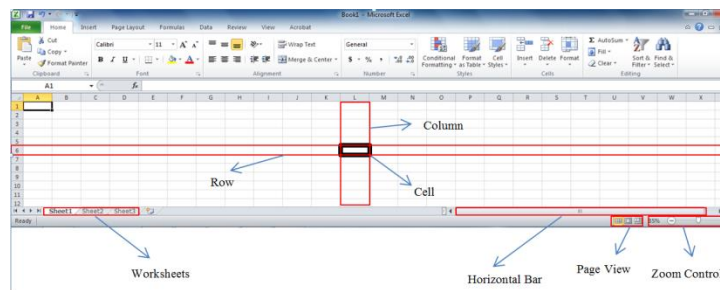 Book1 - Microsoft Excel
File Home Insert Page Layout Formulas Data Review View Acrobat
Cut
Copy
Format Painter
Paste
Calibri 11 A A
B I U A
Wrap Text
Merge & Center
General
$ % ,
Conditional Formatting
Format as Table
Cell Styles
Insert Delete Format
AutoSum
Fill
Clear
Sort & Filter
Find & Select
Clipboard Font Alignment Number Styles Cells Editing
A1 fx
A B C D E F G H I J K L M N O P Q R S T U V W X
1
2
3
4
5
6
7
8
9
10
11
12
Column
Row
Cell
Sheet1 Sheet2 Sheet3
Ready
Worksheets
Horizontal Bar
Page View
Zoom Control